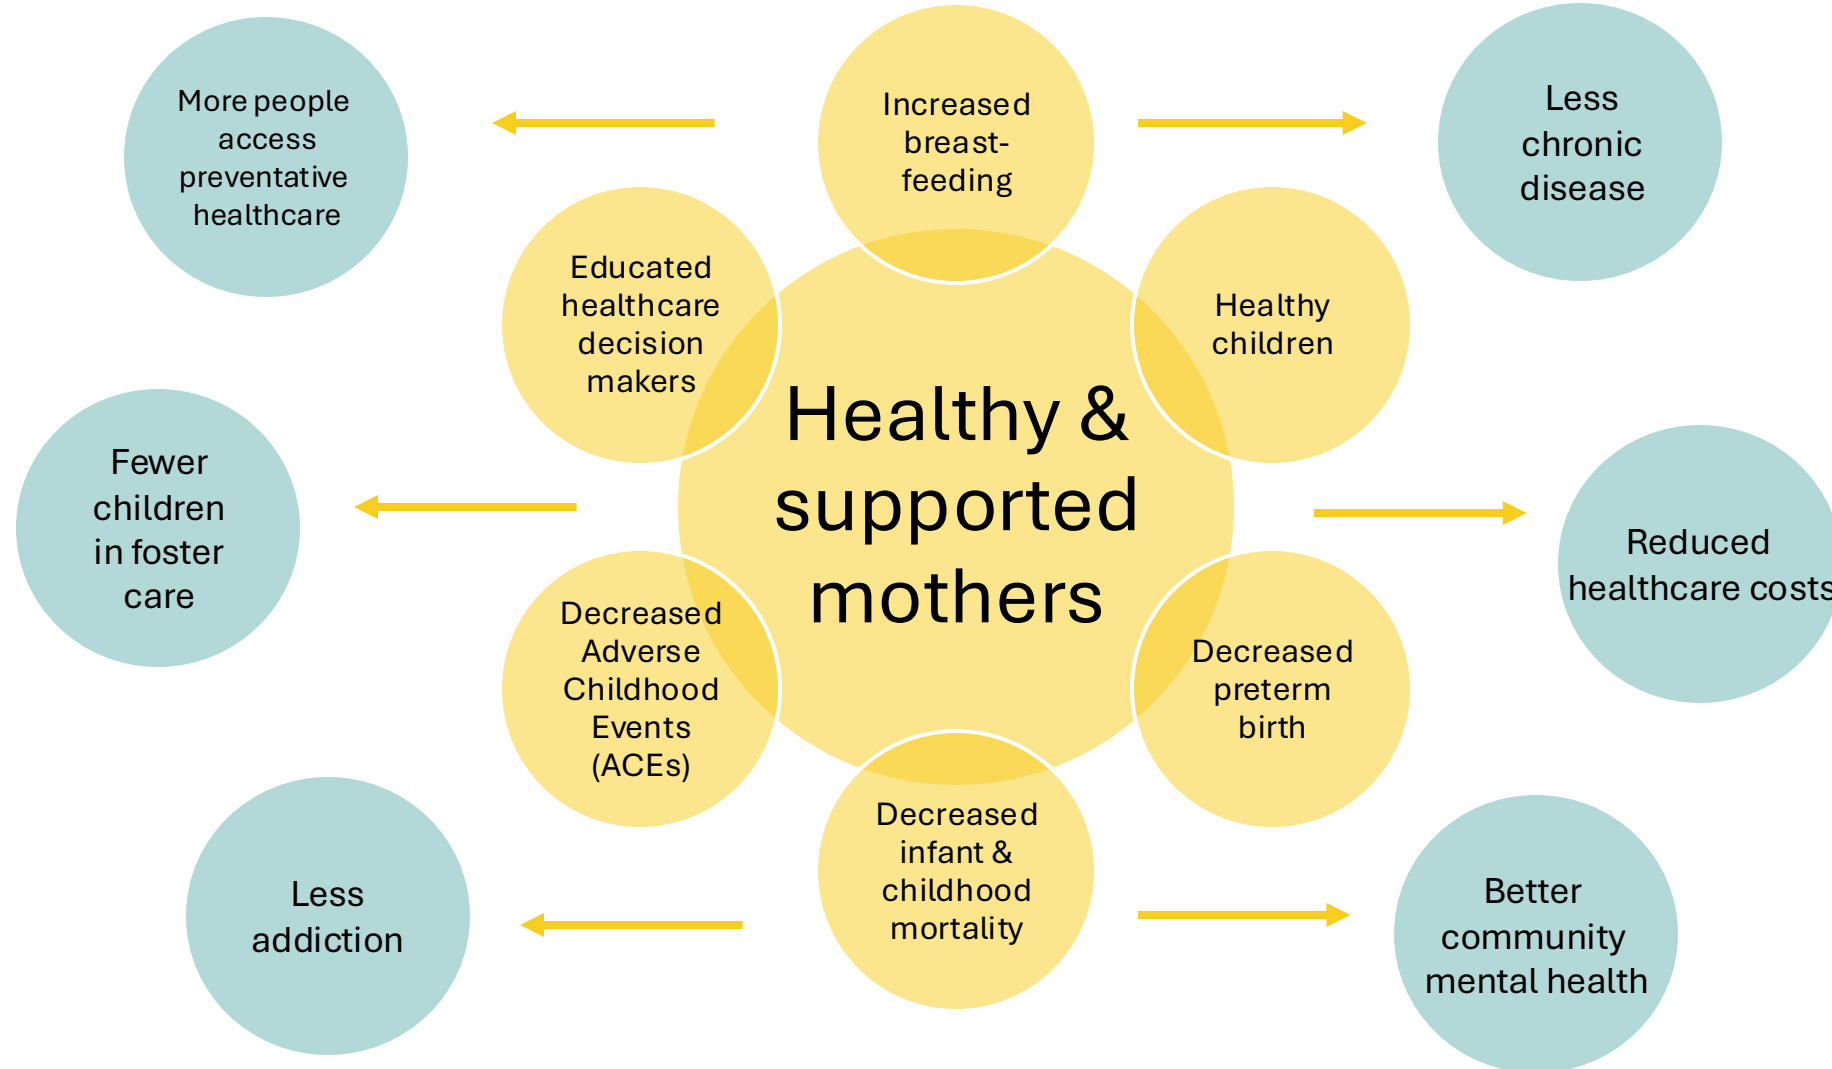 More people
access
preventative
healthcare
Increased
breast-
feeding
Less
chronic
disease
Educated
healthcare
decision
makers
Healthy
children
Healthy &
supported
mothers
Fewer
children
in foster
care
Reduced
healthcare costs
Decreased
Adverse
Childhood
Events
(ACEs)
Decreased
preterm
birth
Decreased
infant &
childhood
mortality
Less
addiction
Better
community
mental health